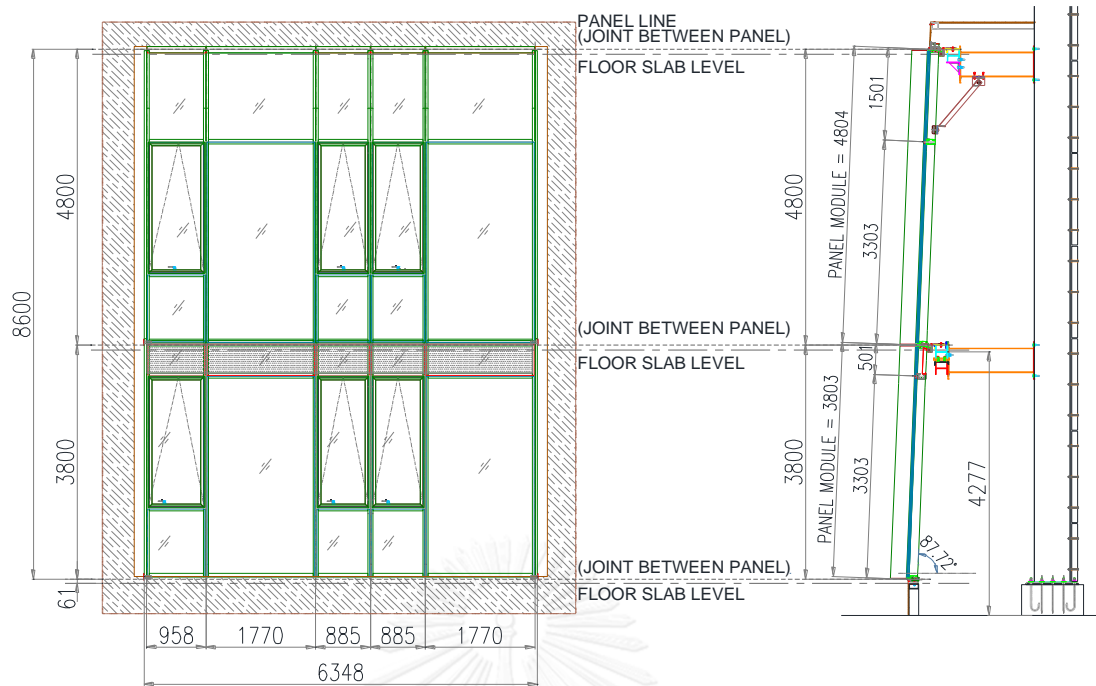 PANEL LINE
(JOINT BETWEEN PANEL)
FLOOR SLAB LEVEL
1501
PANEL MODULE = 4804
4800
4800
3303
8600
(JOINT BETWEEN PANEL)
FLOOR SLAB LEVEL
501
3800
3800
PANEL MODULE = 3803
3303
4277
87.72°
(JOINT BETWEEN PANEL)
FLOOR SLAB LEVEL
61
958 1770 885 885 1770
6348